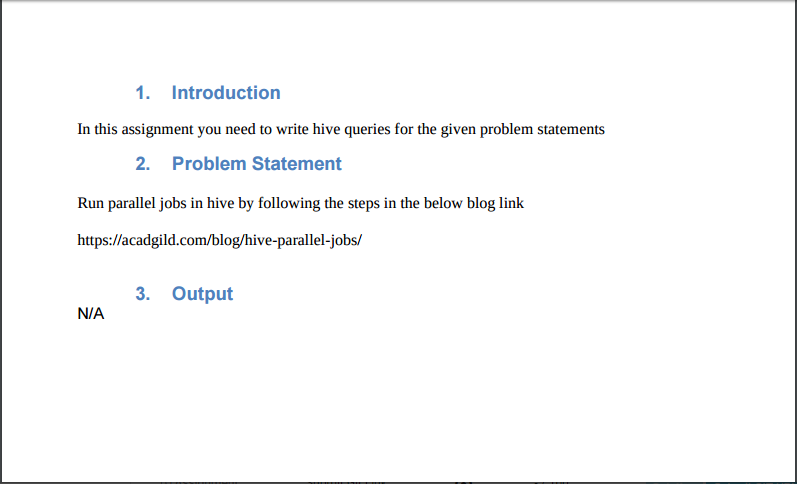 1. Introduction
In this assignment you need to write hive queries for the given problem statements
2. Problem Statement
Run parallel jobs in hive by following the steps in the below blog link
https://acadgild.com/blog/hive-parallel-jobs/
3. Output
N/A